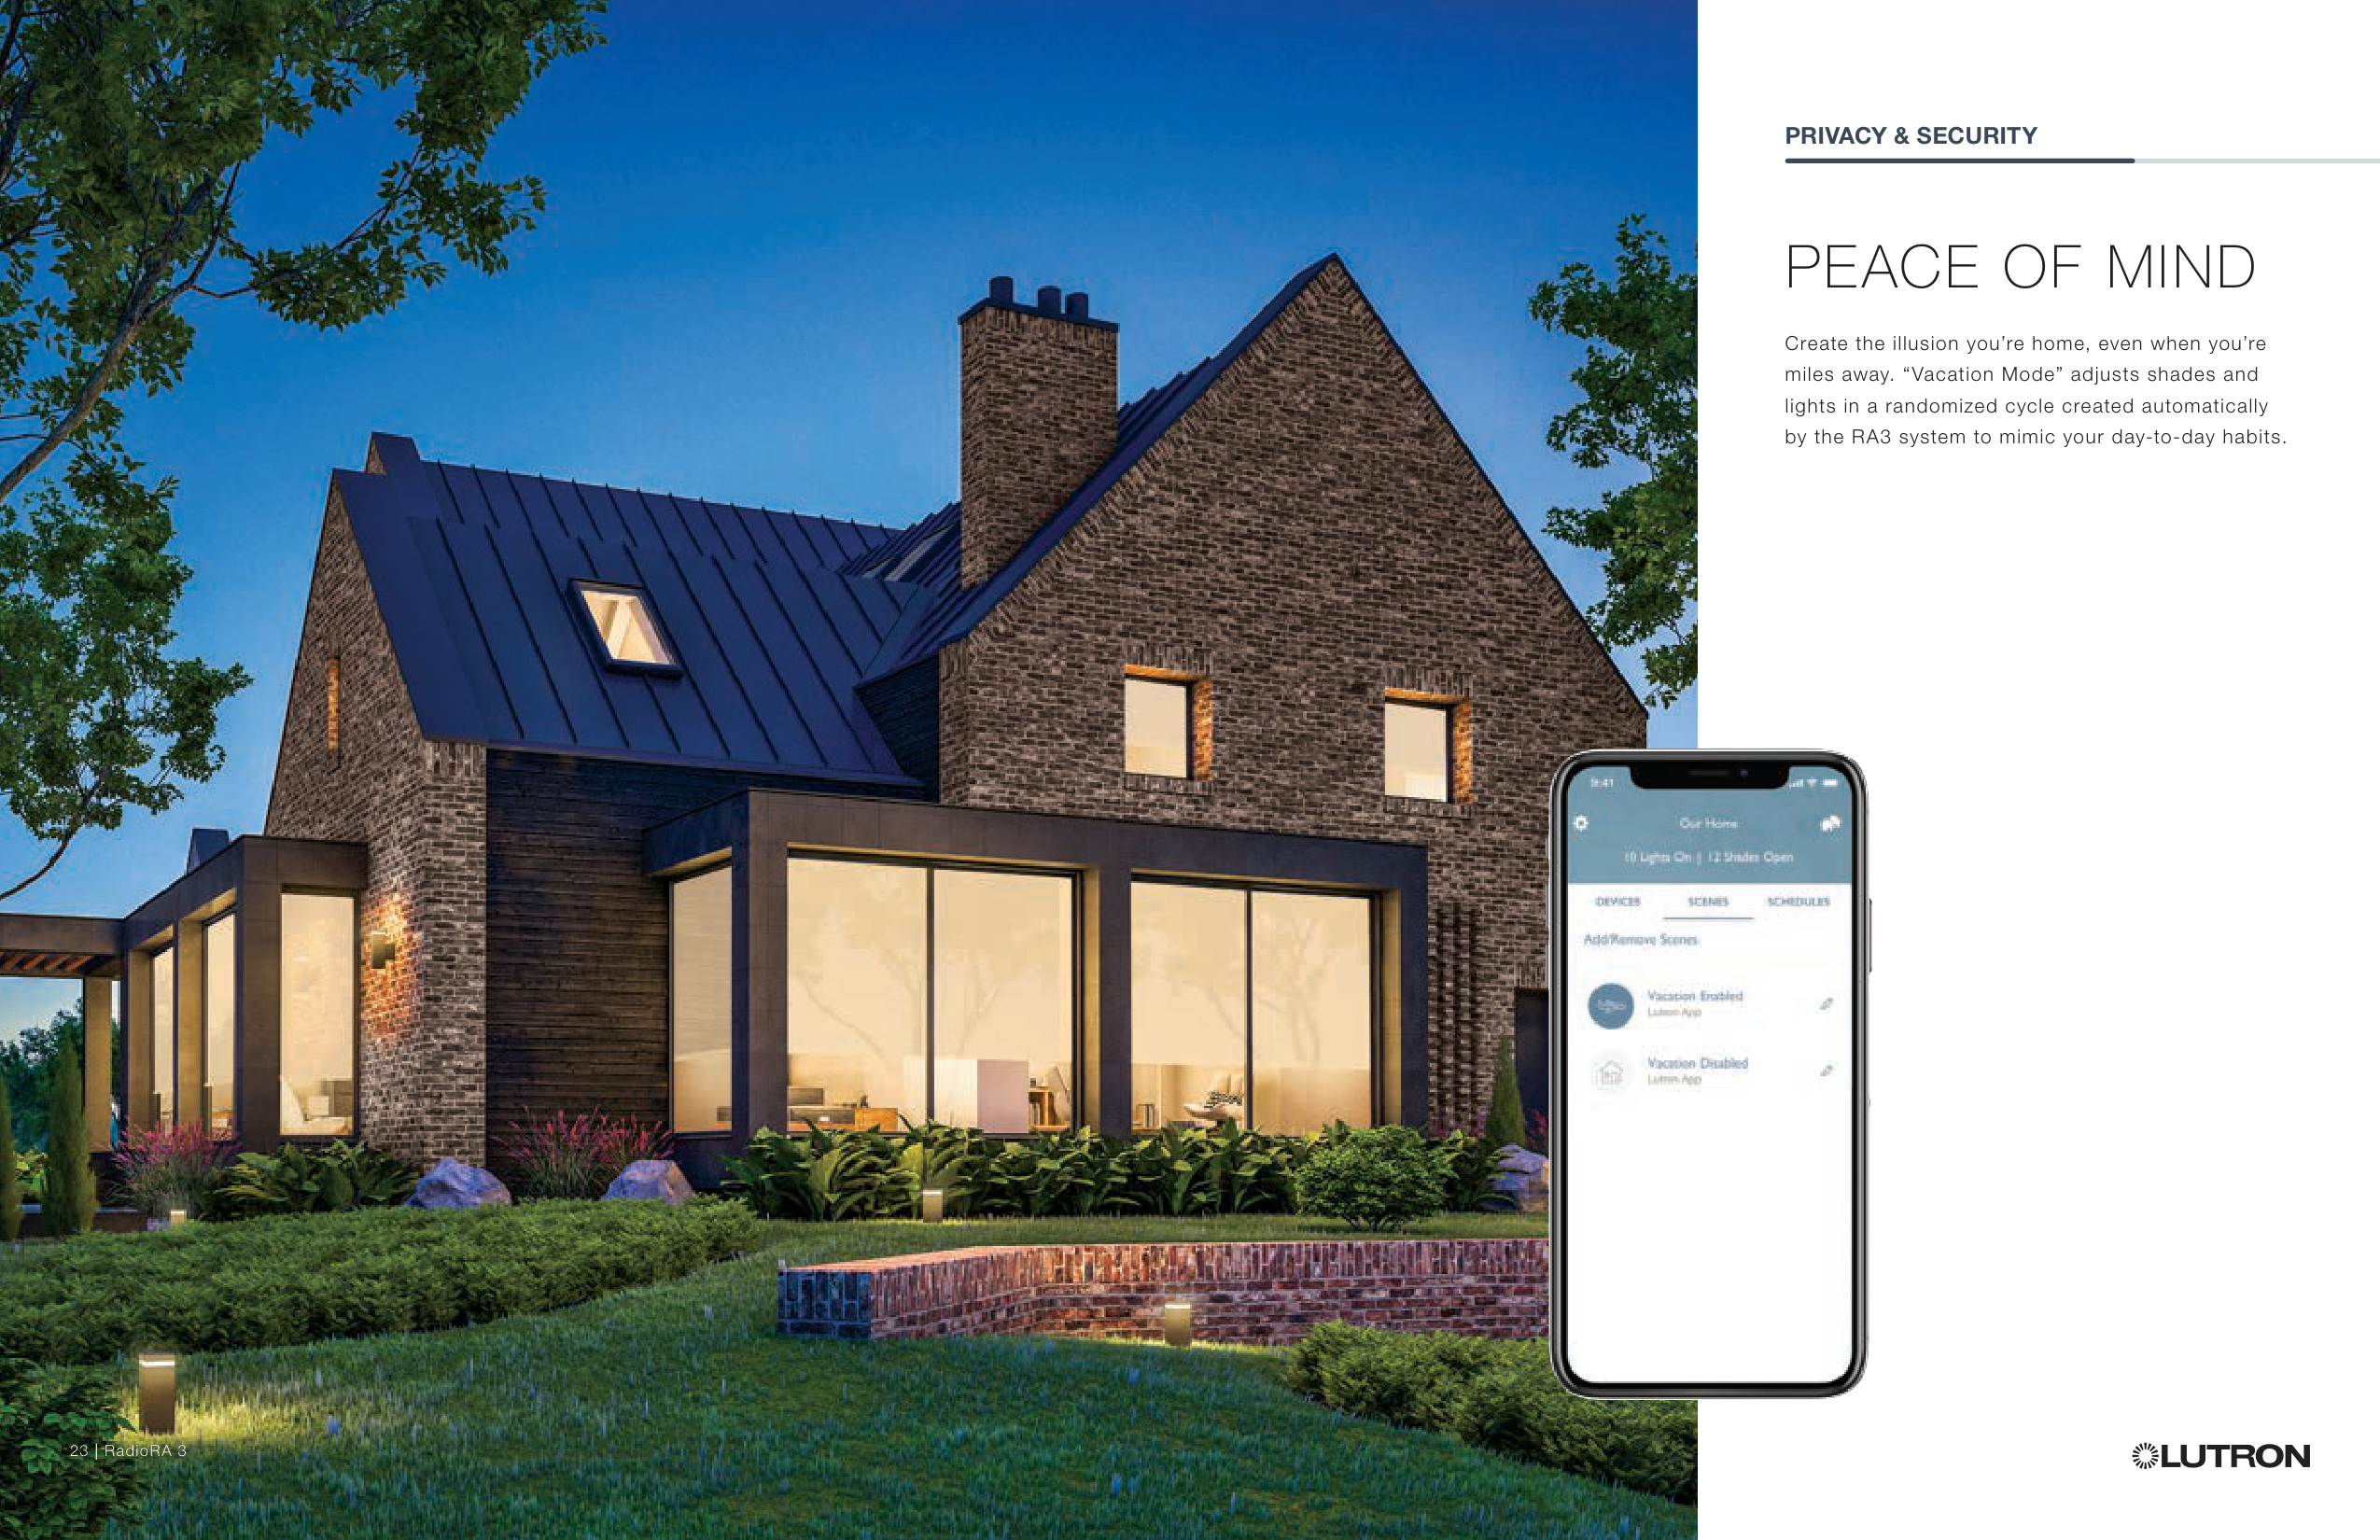 PRIVACY & SECURITY
PEACE OF MIND
Create the illusion you’re home, even when you’re
miles away. “Vacation Mode” adjusts shades and
lights in a randomized cycle created automatically
by the RA3 system to mimic your day-to-day habits.
9:41
Our Home
10 Lights On | 12 Shades Open
DEVICES SCENES SCHEDULES
Add/Remove Scenes
Vacation Enabled
Lutron App
Vacation Disabled
Lutron App
23 | RadioRA 3
LUTRON